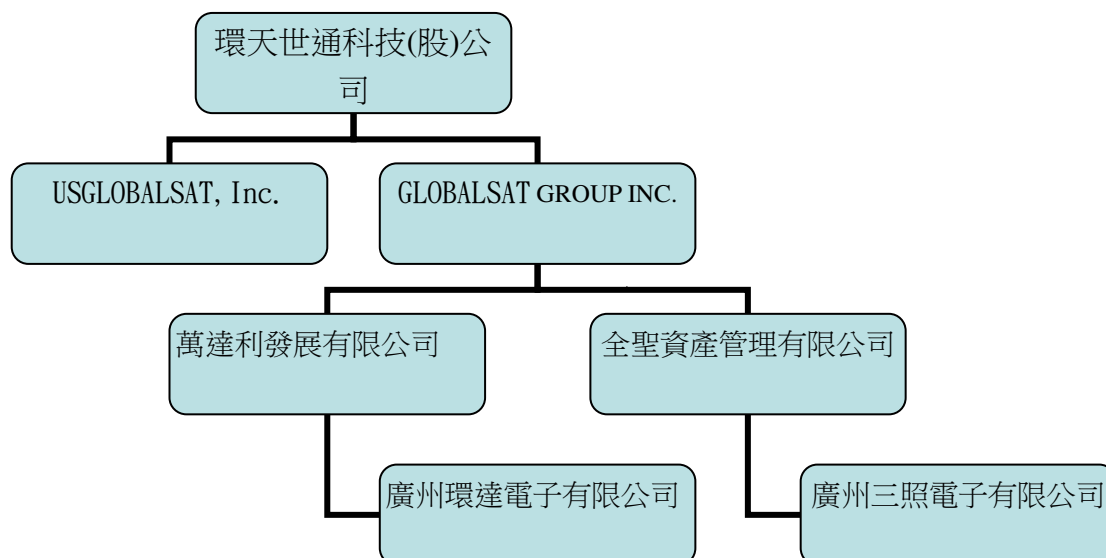 環天世通科技(股)公
司
USGLOBALSAT, Inc.
GLOBALSAT GROUP INC.
萬達利發展有限公司
全聖資產管理有限公司
廣州環達電子有限公司
廣州三照電子有限公司